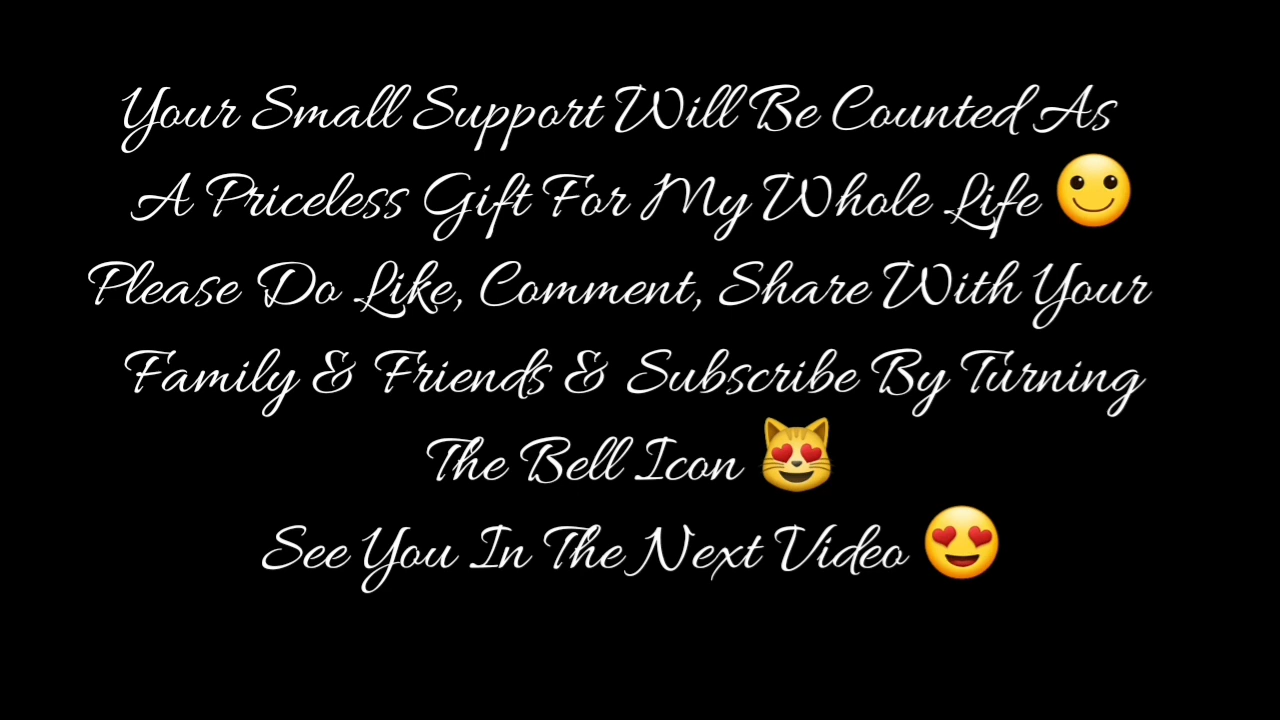 Your Small Support Will Be Counted As
A Priceless Gift For My Whole Life 🙂
Please Do Like, Comment, Share With Your
Family & Friends & Subscribe By Turning
The Bell Icon 😻
See You In The Next Video 😍